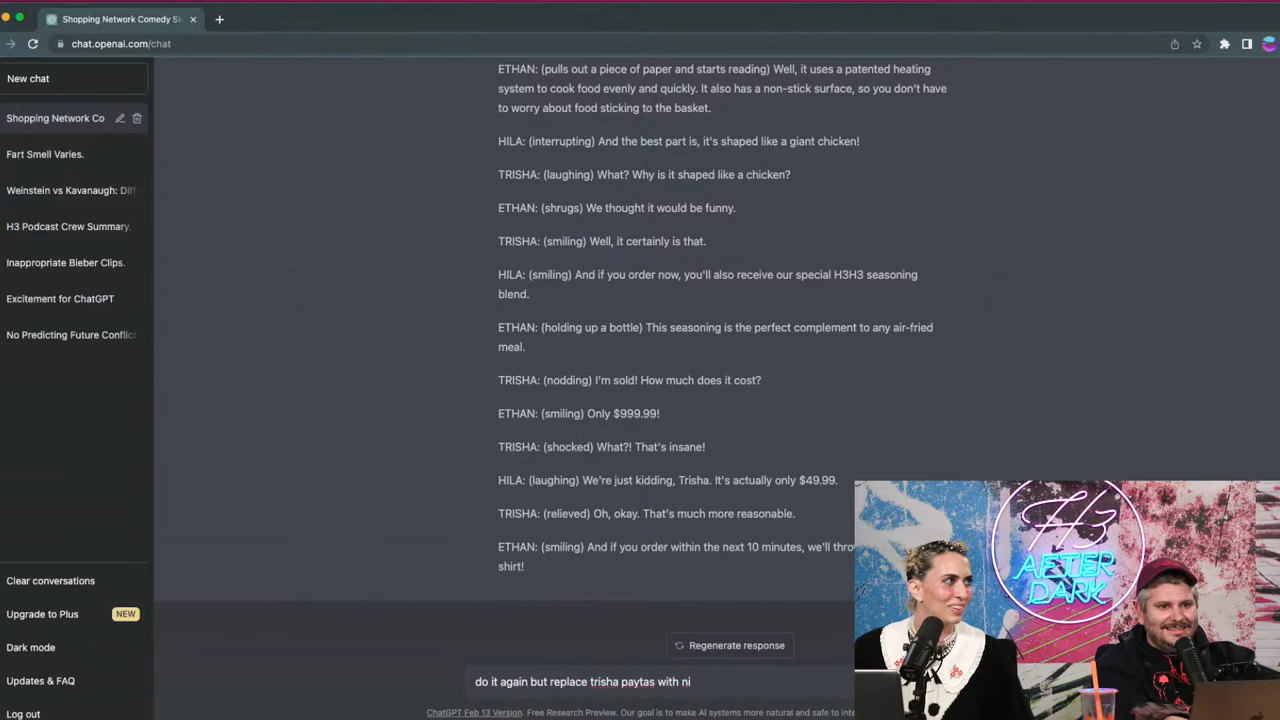 Shopping Network Comedy Sk
chat.openai.com/chat
New chat
Shopping Network Co
Fart Smell Varies.
Weinstein vs Kavanaugh: Diff
H3 Podcast Crew Summary.
Inappropriate Bieber Clips.
Excitement for ChatGPT
No Predicting Future Conflict
Clear conversations
Upgrade to Plus NEW
Dark mode
Updates & FAQ
Log out
ETHAN: (pulls out a piece of paper and starts reading) Well, it uses a patented heating
system to cook food evenly and quickly. It also has a non-stick surface, so you don't have
to worry about food sticking to the basket.
HILA: (interrupting) And the best part is, it's shaped like a giant chicken!
TRISHA: (laughing) What? Why is it shaped like a chicken?
ETHAN: (shrugs) We thought it would be funny.
TRISHA: (smiling) Well, it certainly is that.
HILA: (smiling) And if you order now, you'll also receive our special H3H3 seasoning
blend.
ETHAN: (holding up a bottle) This seasoning is the perfect complement to any air-fried
meal.
TRISHA: (nodding) I'm sold! How much does it cost?
ETHAN: (smiling) Only $999.99!
TRISHA: (shocked) What?! That's insane!
HILA: (laughing) We're just kidding, Trisha. It's actually only $49.99.
TRISHA: (relieved) Oh, okay. That's much more reasonable.
ETHAN: (smiling) And if you order within the next 10 minutes, we'll thro
shirt!
Regenerate response
do it again but replace trisha paytas with ni
ChatGPT Feb 13 Version. Free Research Preview. Our goal is to make AI systems more natural and safe to inte
H3
AFTER
DARK